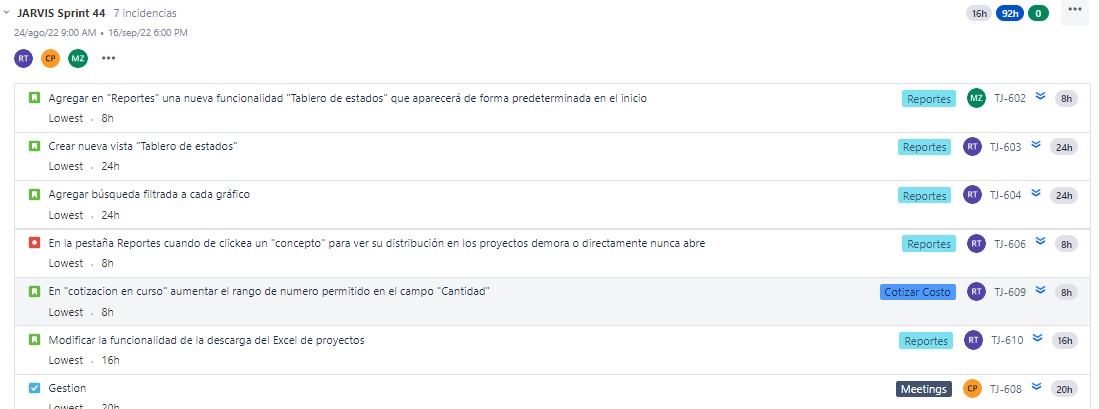 JARVIS Sprint 44 7 incidencias 16h 92h 0
24/ago/22 9:00 AM • 16/sep/22 6:00 PM
RT CP MZ
Agregar en "Reportes" una nueva funcionalidad "Tablero de estados" que aparecerá de forma predeterminada en el inicio Reportes MZ TJ-602 8h
Lowest . 8h
Crear nueva vista "Tablero de estados" Reportes RT TJ-603 24h
Lowest . 24h
Agregar búsqueda filtrada a cada gráfico Reportes RT TJ-604 24h
Lowest . 24h
En la pestaña Reportes cuando de clickea un "concepto" para ver su distribución en los proyectos demora o directamente nunca abre Reportes RT TJ-606 8h
Lowest . 8h
En "cotizacion en curso" aumentar el rango de numero permitido en el campo "Cantidad" Cotizar Costo RT TJ-609 8h
Lowest . 8h
Modificar la funcionalidad de la descarga del Excel de proyectos Reportes RT TJ-610 16h
Lowest . 16h
Gestion Meetings CP TJ-608 20h
Lowest . 20h